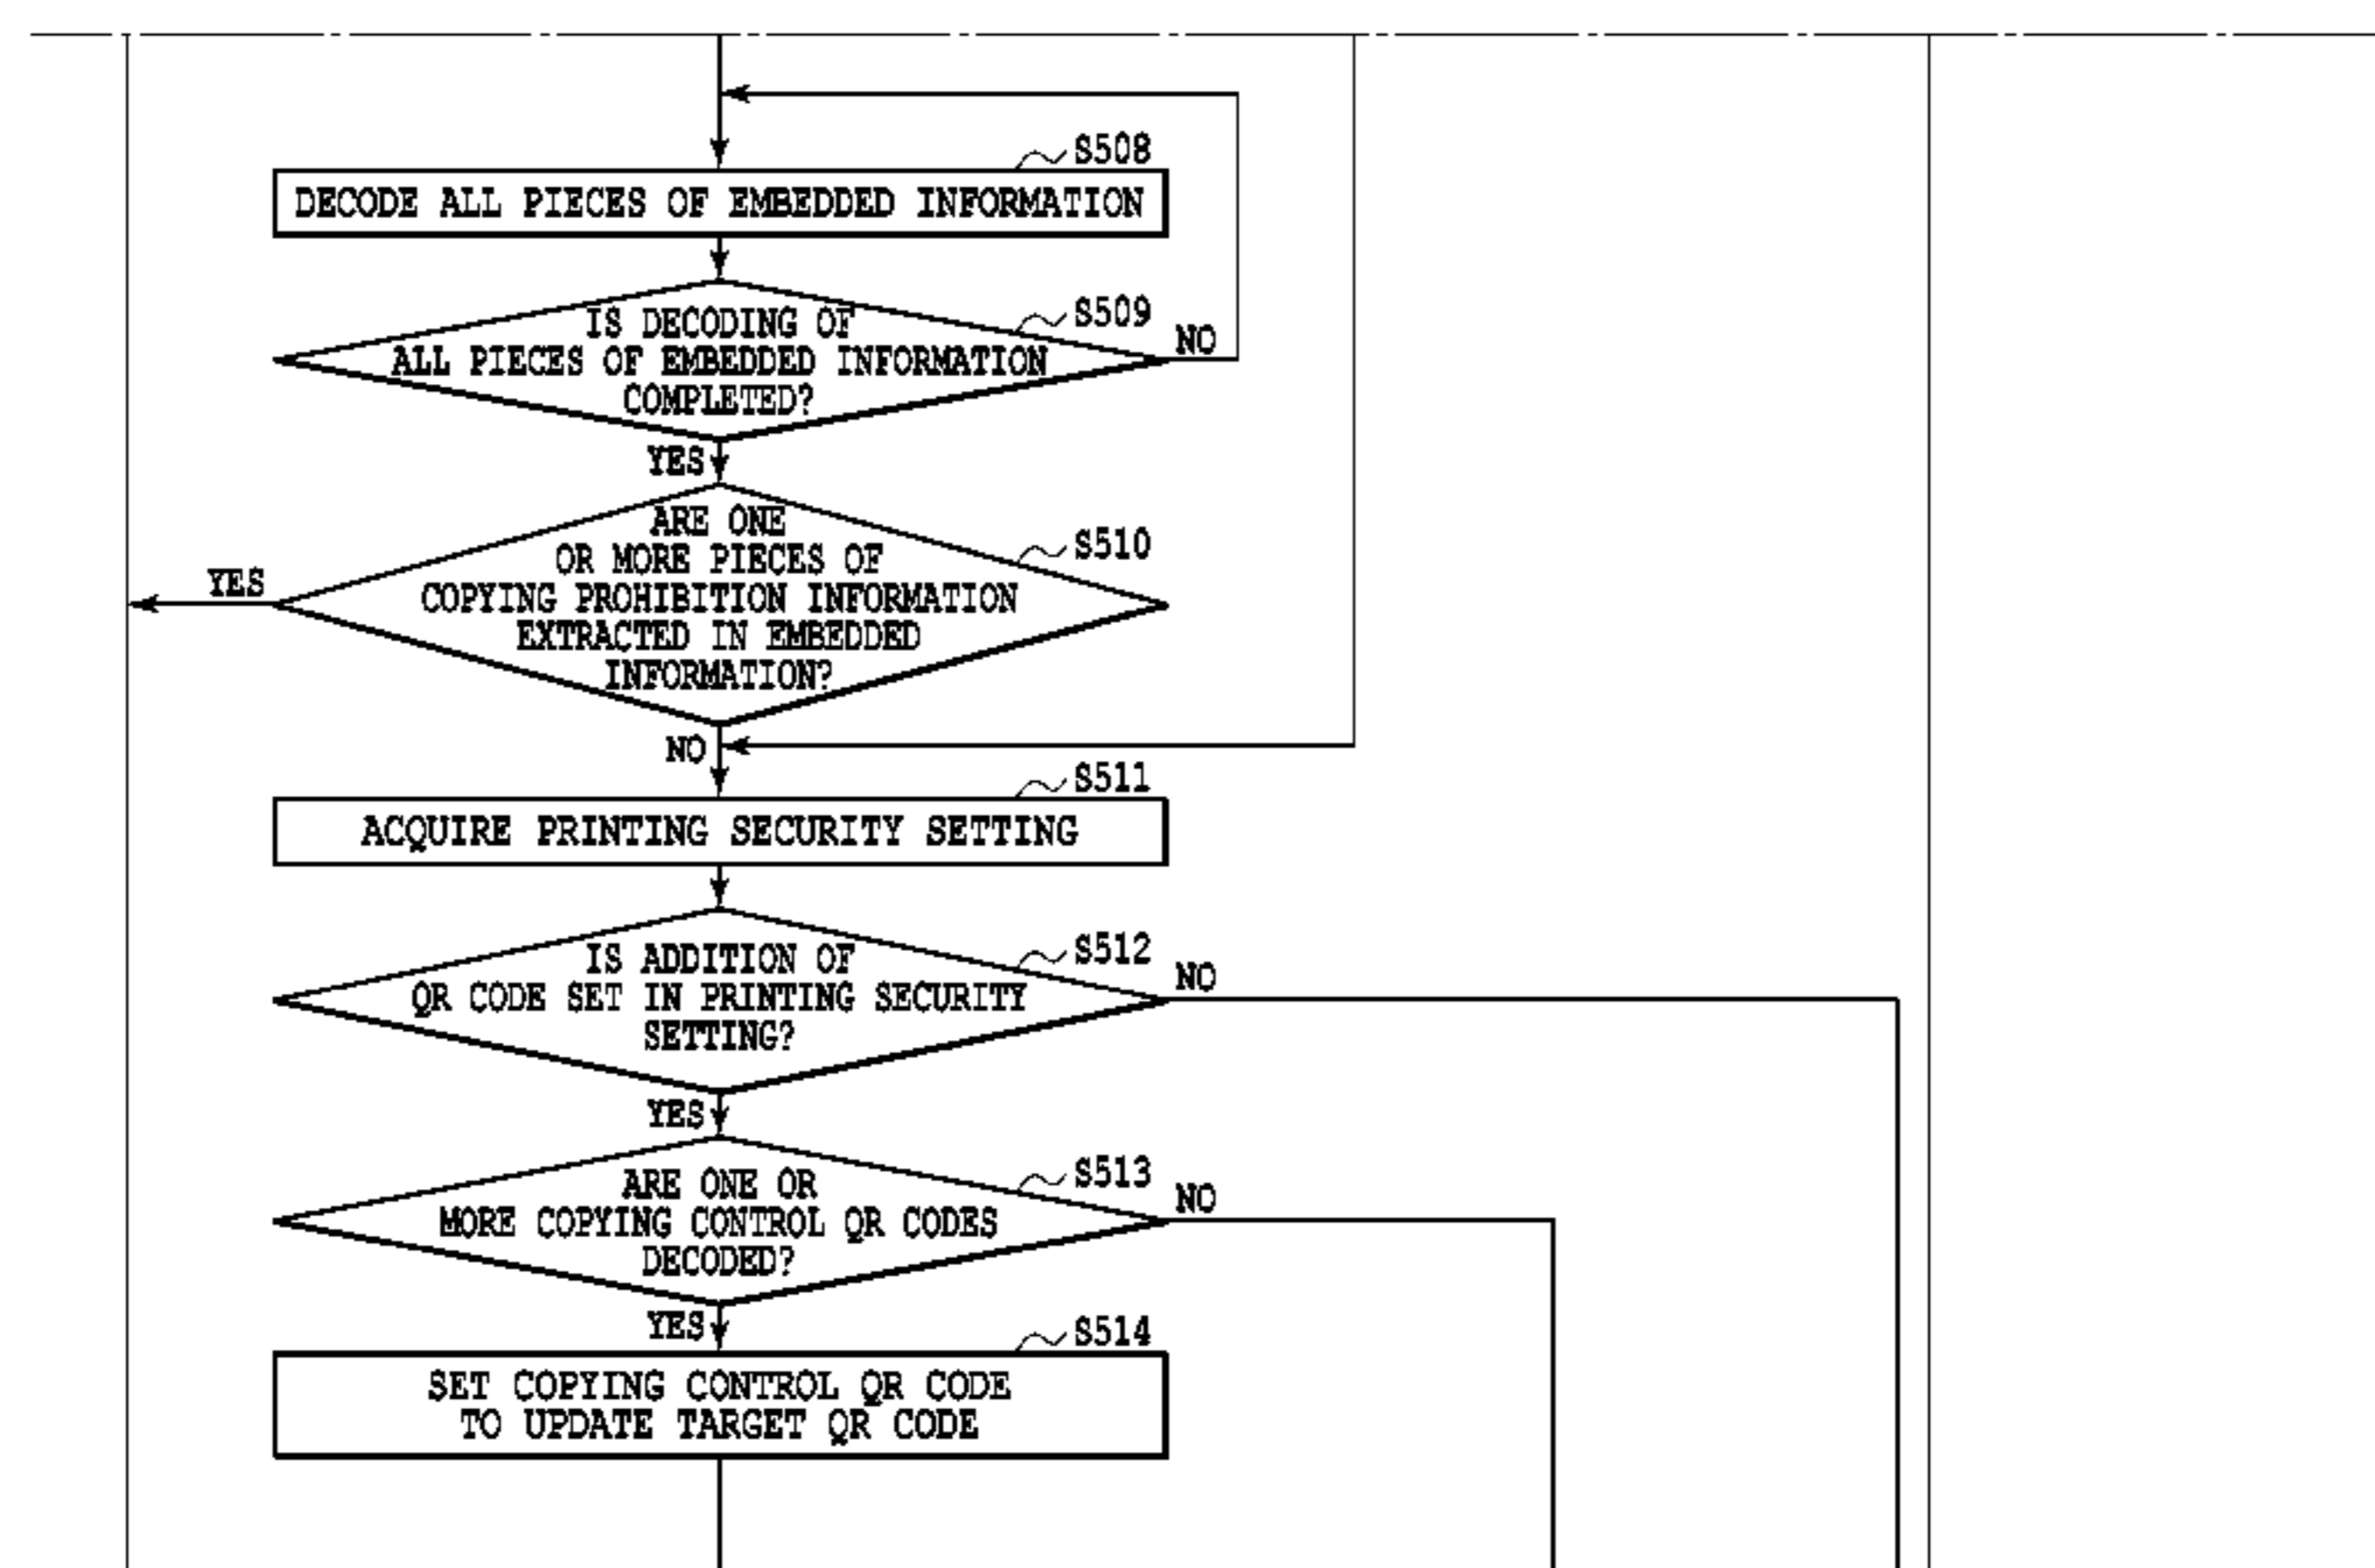 S508
DECODE ALL PIECES OF EMBEDDED INFORMATION
S509
IS DECODING OF
ALL PIECES OF EMBEDDED INFORMATION
COMPLETED?
NO
YES
ARE ONE
OR MORE PIECES OF
COPYING PROHIBITION INFORMATION
EXTRACTED IN EMBEDDED
INFORMATION?
S510
YES
NO
S511
ACQUIRE PRINTING SECURITY SETTING
S512
IS ADDITION OF
QR CODE SET IN PRINTING SECURITY
SETTING?
NO
YES
S513
ARE ONE OR
MORE COPYING CONTROL QR CODES
DECODED?
NO
YES
S514
SET COPYING CONTROL QR CODE
TO UPDATE TARGET QR CODE